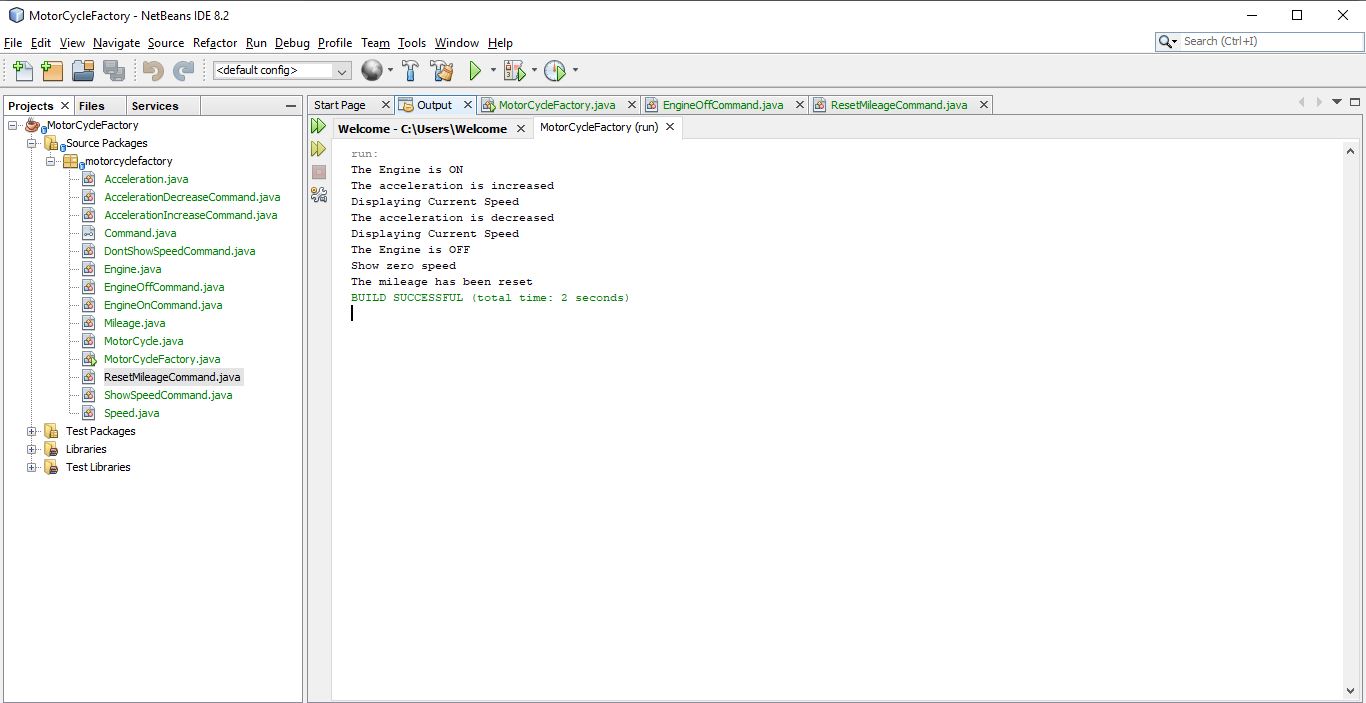 MotorCycleFactory - NetBeans IDE 8.2
File Edit View Navigate Source Refactor Run Debug Profile Team Tools Window Help
Search (Ctrl+I)
<default config>
Projects Files Services
MotorCycleFactory
Source Packages
motorcyclefactory
Acceleration.java
AccelerationDecreaseCommand.java
AccelerationIncreaseCommand.java
Command.java
DontShowSpeedCommand.java
Engine.java
EngineOffCommand.java
EngineOnCommand.java
Mileage.java
MotorCycle.java
MotorCycleFactory.java
ResetMileageCommand.java
ShowSpeedCommand.java
Speed.java
Test Packages
Libraries
Test Libraries
Start Page Output MotorCycleFactory.java EngineOffCommand.java ResetMileageCommand.java
Welcome - C:\Users\Welcome MotorCycleFactory (run)
run:
The Engine is ON
The acceleration is increased
Displaying Current Speed
The acceleration is decreased
Displaying Current Speed
The Engine is OFF
Show zero speed
The mileage has been reset
BUILD SUCCESSFUL (total time: 2 seconds)